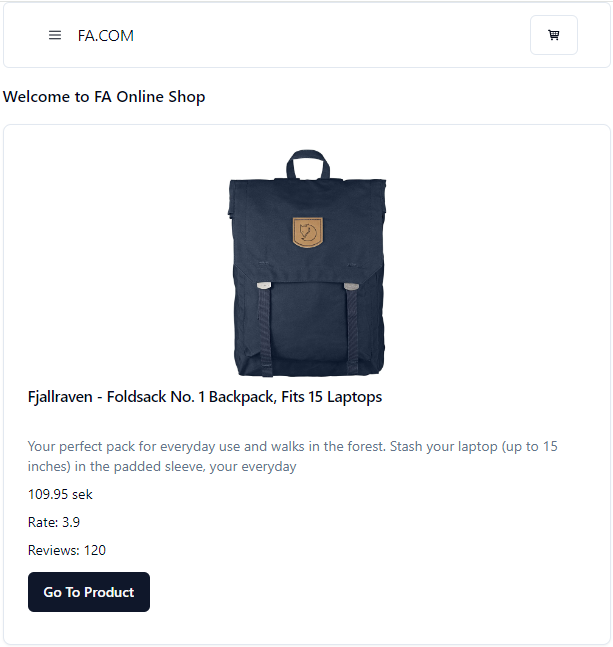 FA.COM
Welcome to FA Online Shop
Fjallraven - Foldsack No. 1 Backpack, Fits 15 Laptops
Your perfect pack for everyday use and walks in the forest. Stash your laptop (up to 15
inches) in the padded sleeve, your everyday
109.95 sek
Rate: 3.9
Reviews: 120
Go To Product